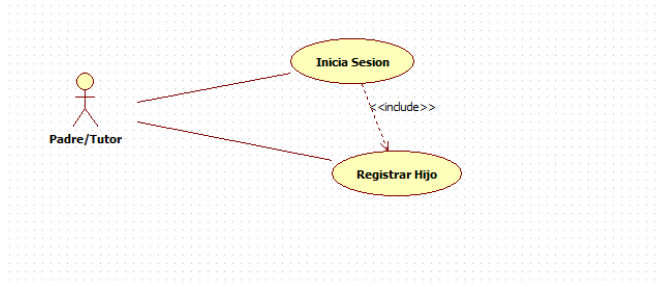 Inicia Sesion
<<include>>
Padre/Tutor
Registrar Hijo